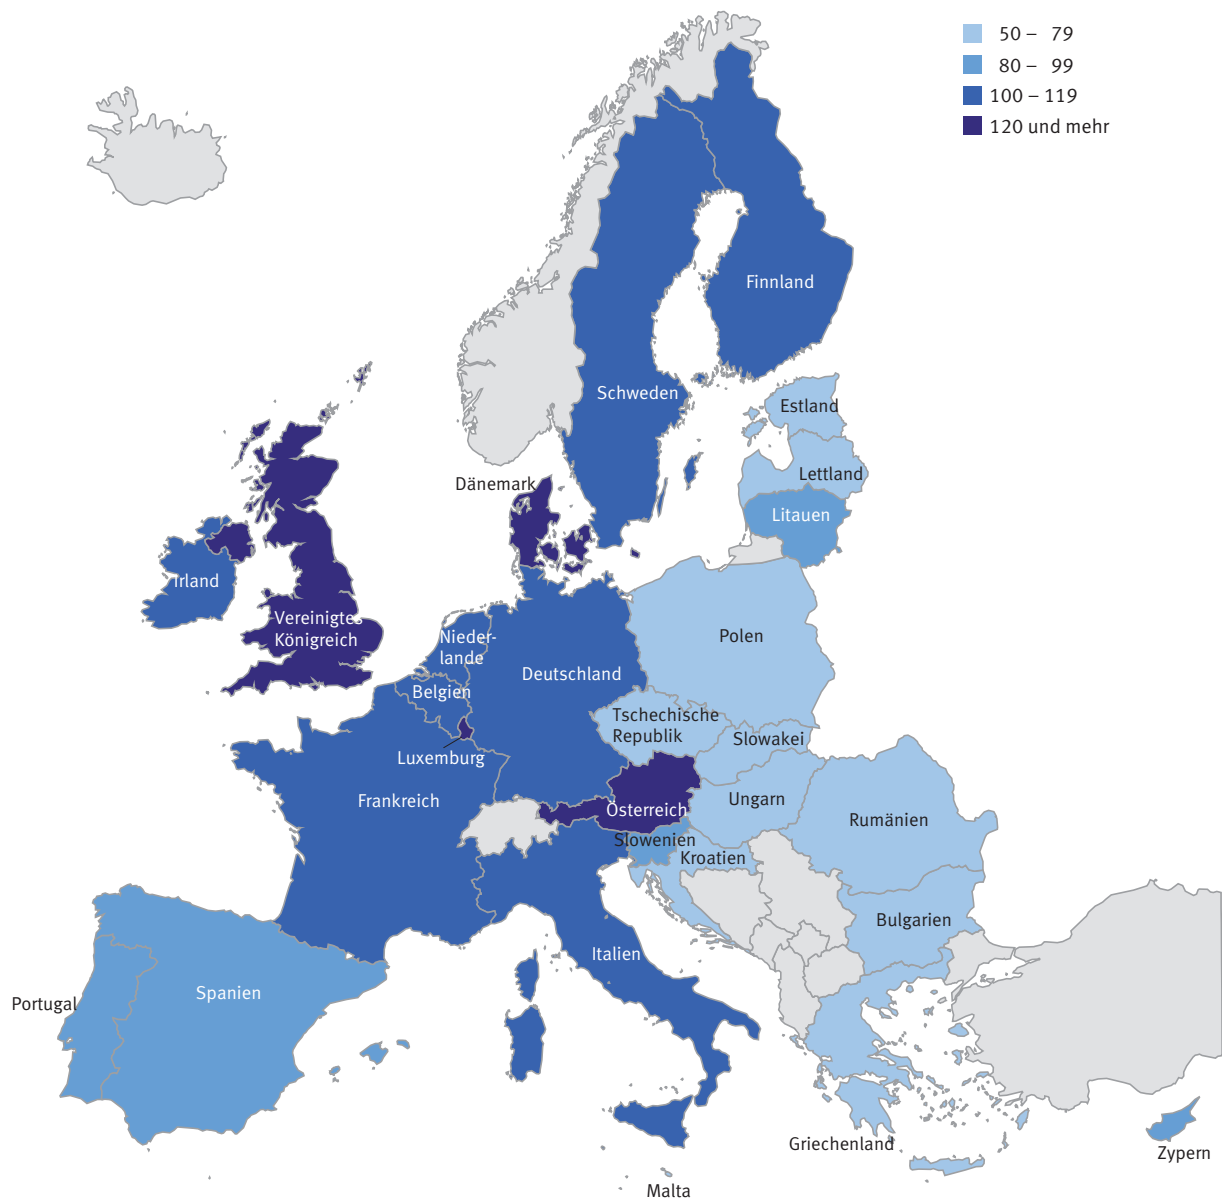 50 – 79
80 – 99
100 – 119
120 und mehr
Finnland
Schweden
Estland
Lettland
Dänemark
Litauen
Irland
Vereinigtes
Königreich
Nieder-
lande
Polen
Deutschland
Belgien
Tschechische
Republik
Slowakei
Luxemburg
Frankreich
Österreich
Ungarn
Rumänien
Slowenien
Kroatien
Bulgarien
Italien
Spanien
Portugal
Griechenland
Zypern
Malta